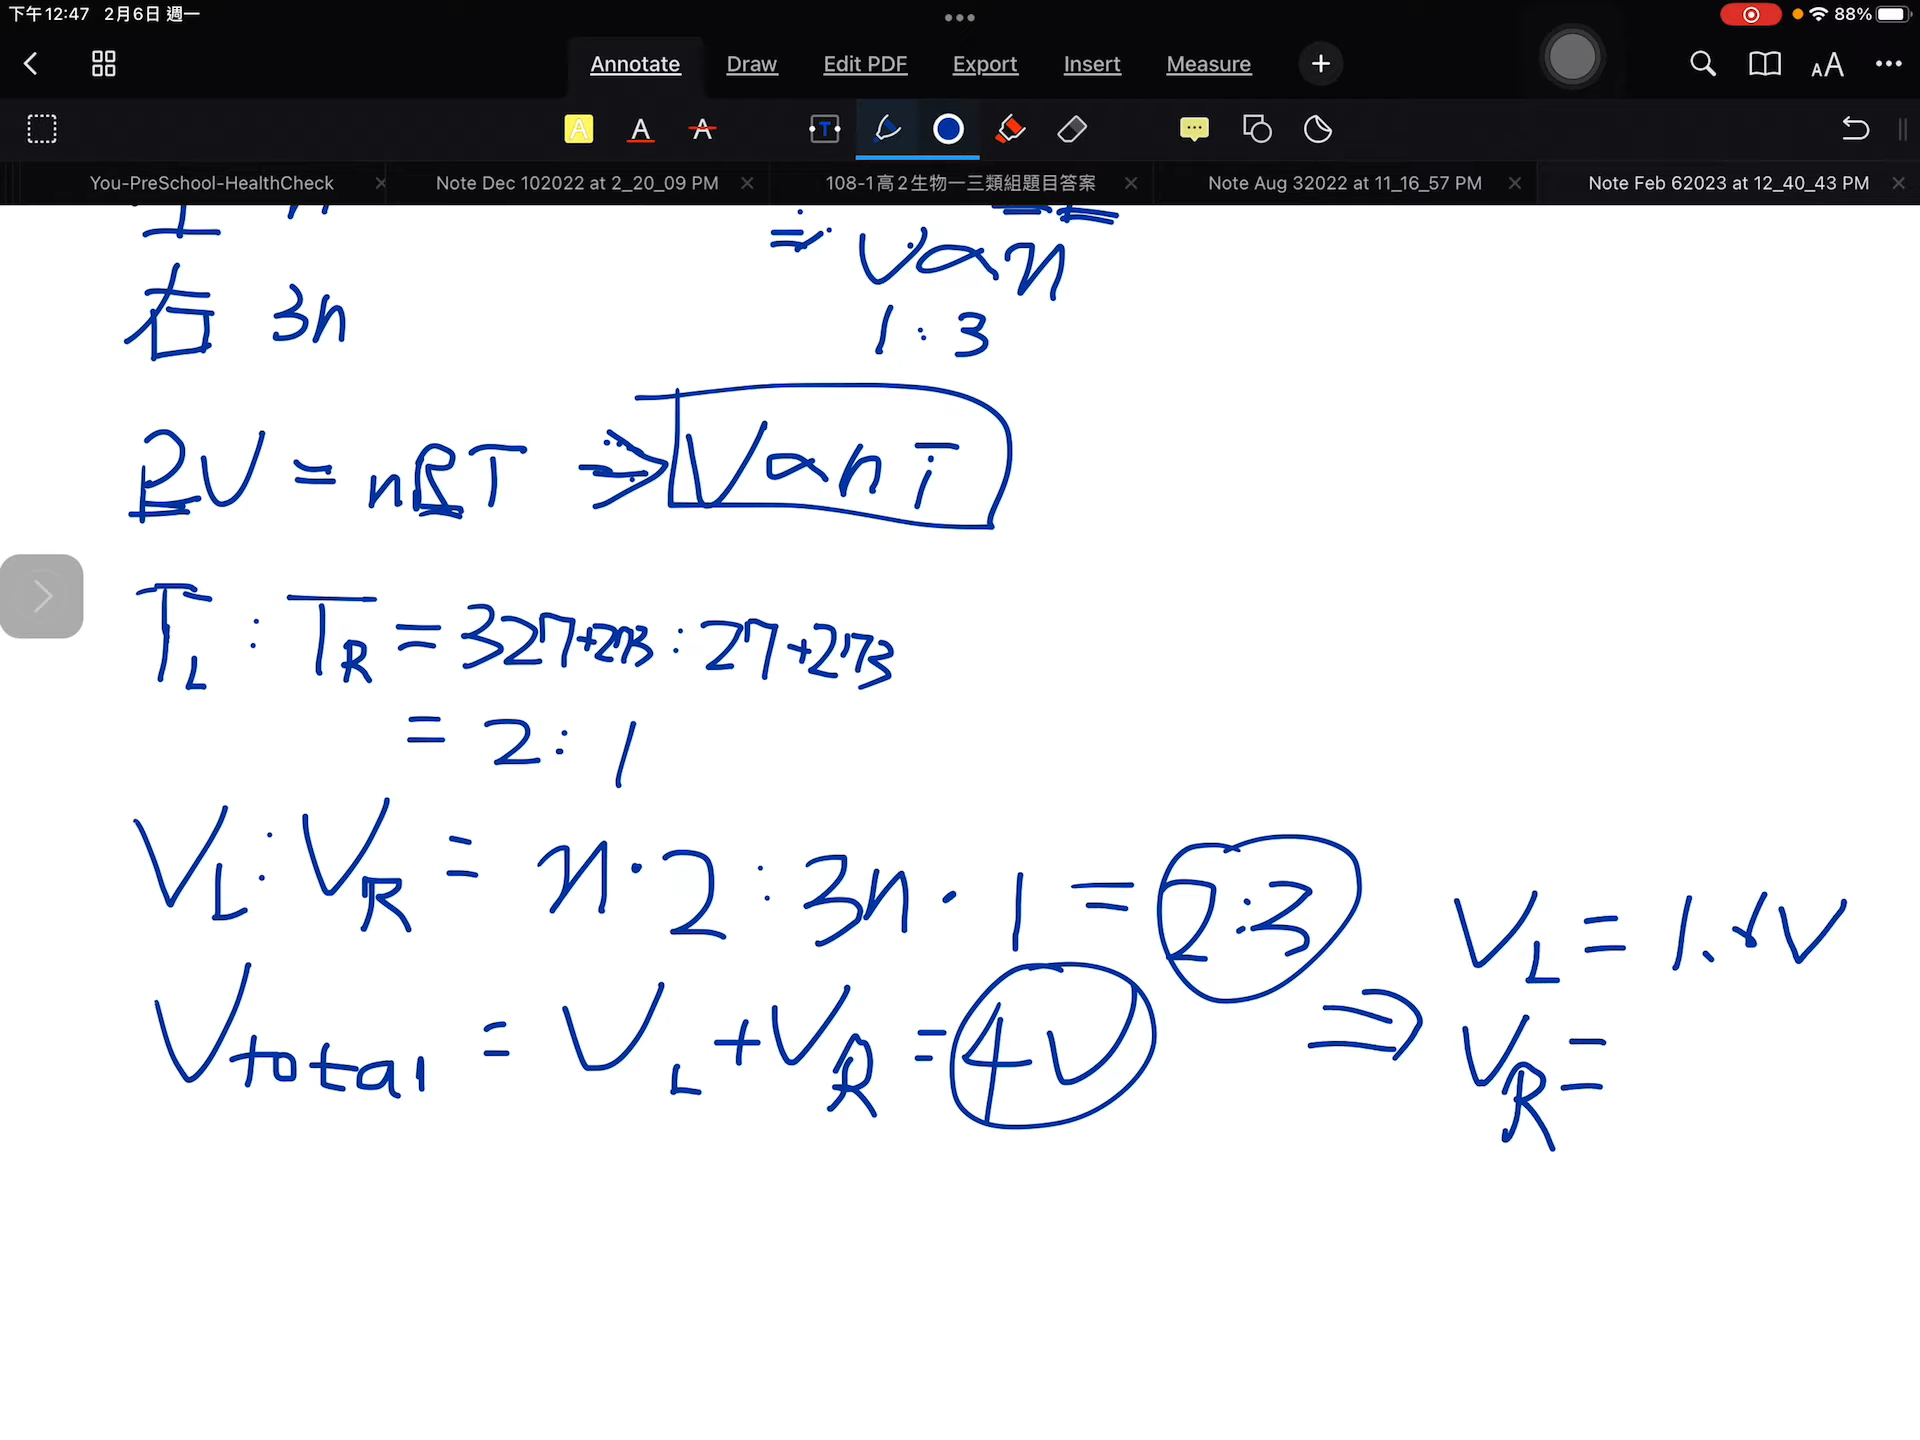 下午12:47 2月6日 週一
88%
Annotate Draw Edit PDF Export Insert Measure
You-PreSchool-HealthCheck
Note Dec 102022 at 2_20_09 PM
108-1高2生物一三類組題目答案
Note Aug 32022 at 11_16_57 PM
Note Feb 62023 at 12_40_43 PM
右 3n
V α n
1 : 3
PV = nRT ⇒ V α n T
T_L : T_R = 327+273 : 27+273
= 2 : 1
V_L : V_R = n · 2 : 3n · 1 = 2 : 3
V_total = V_L + V_R = 4V
⇒ V_L = 1.6V
V_R =